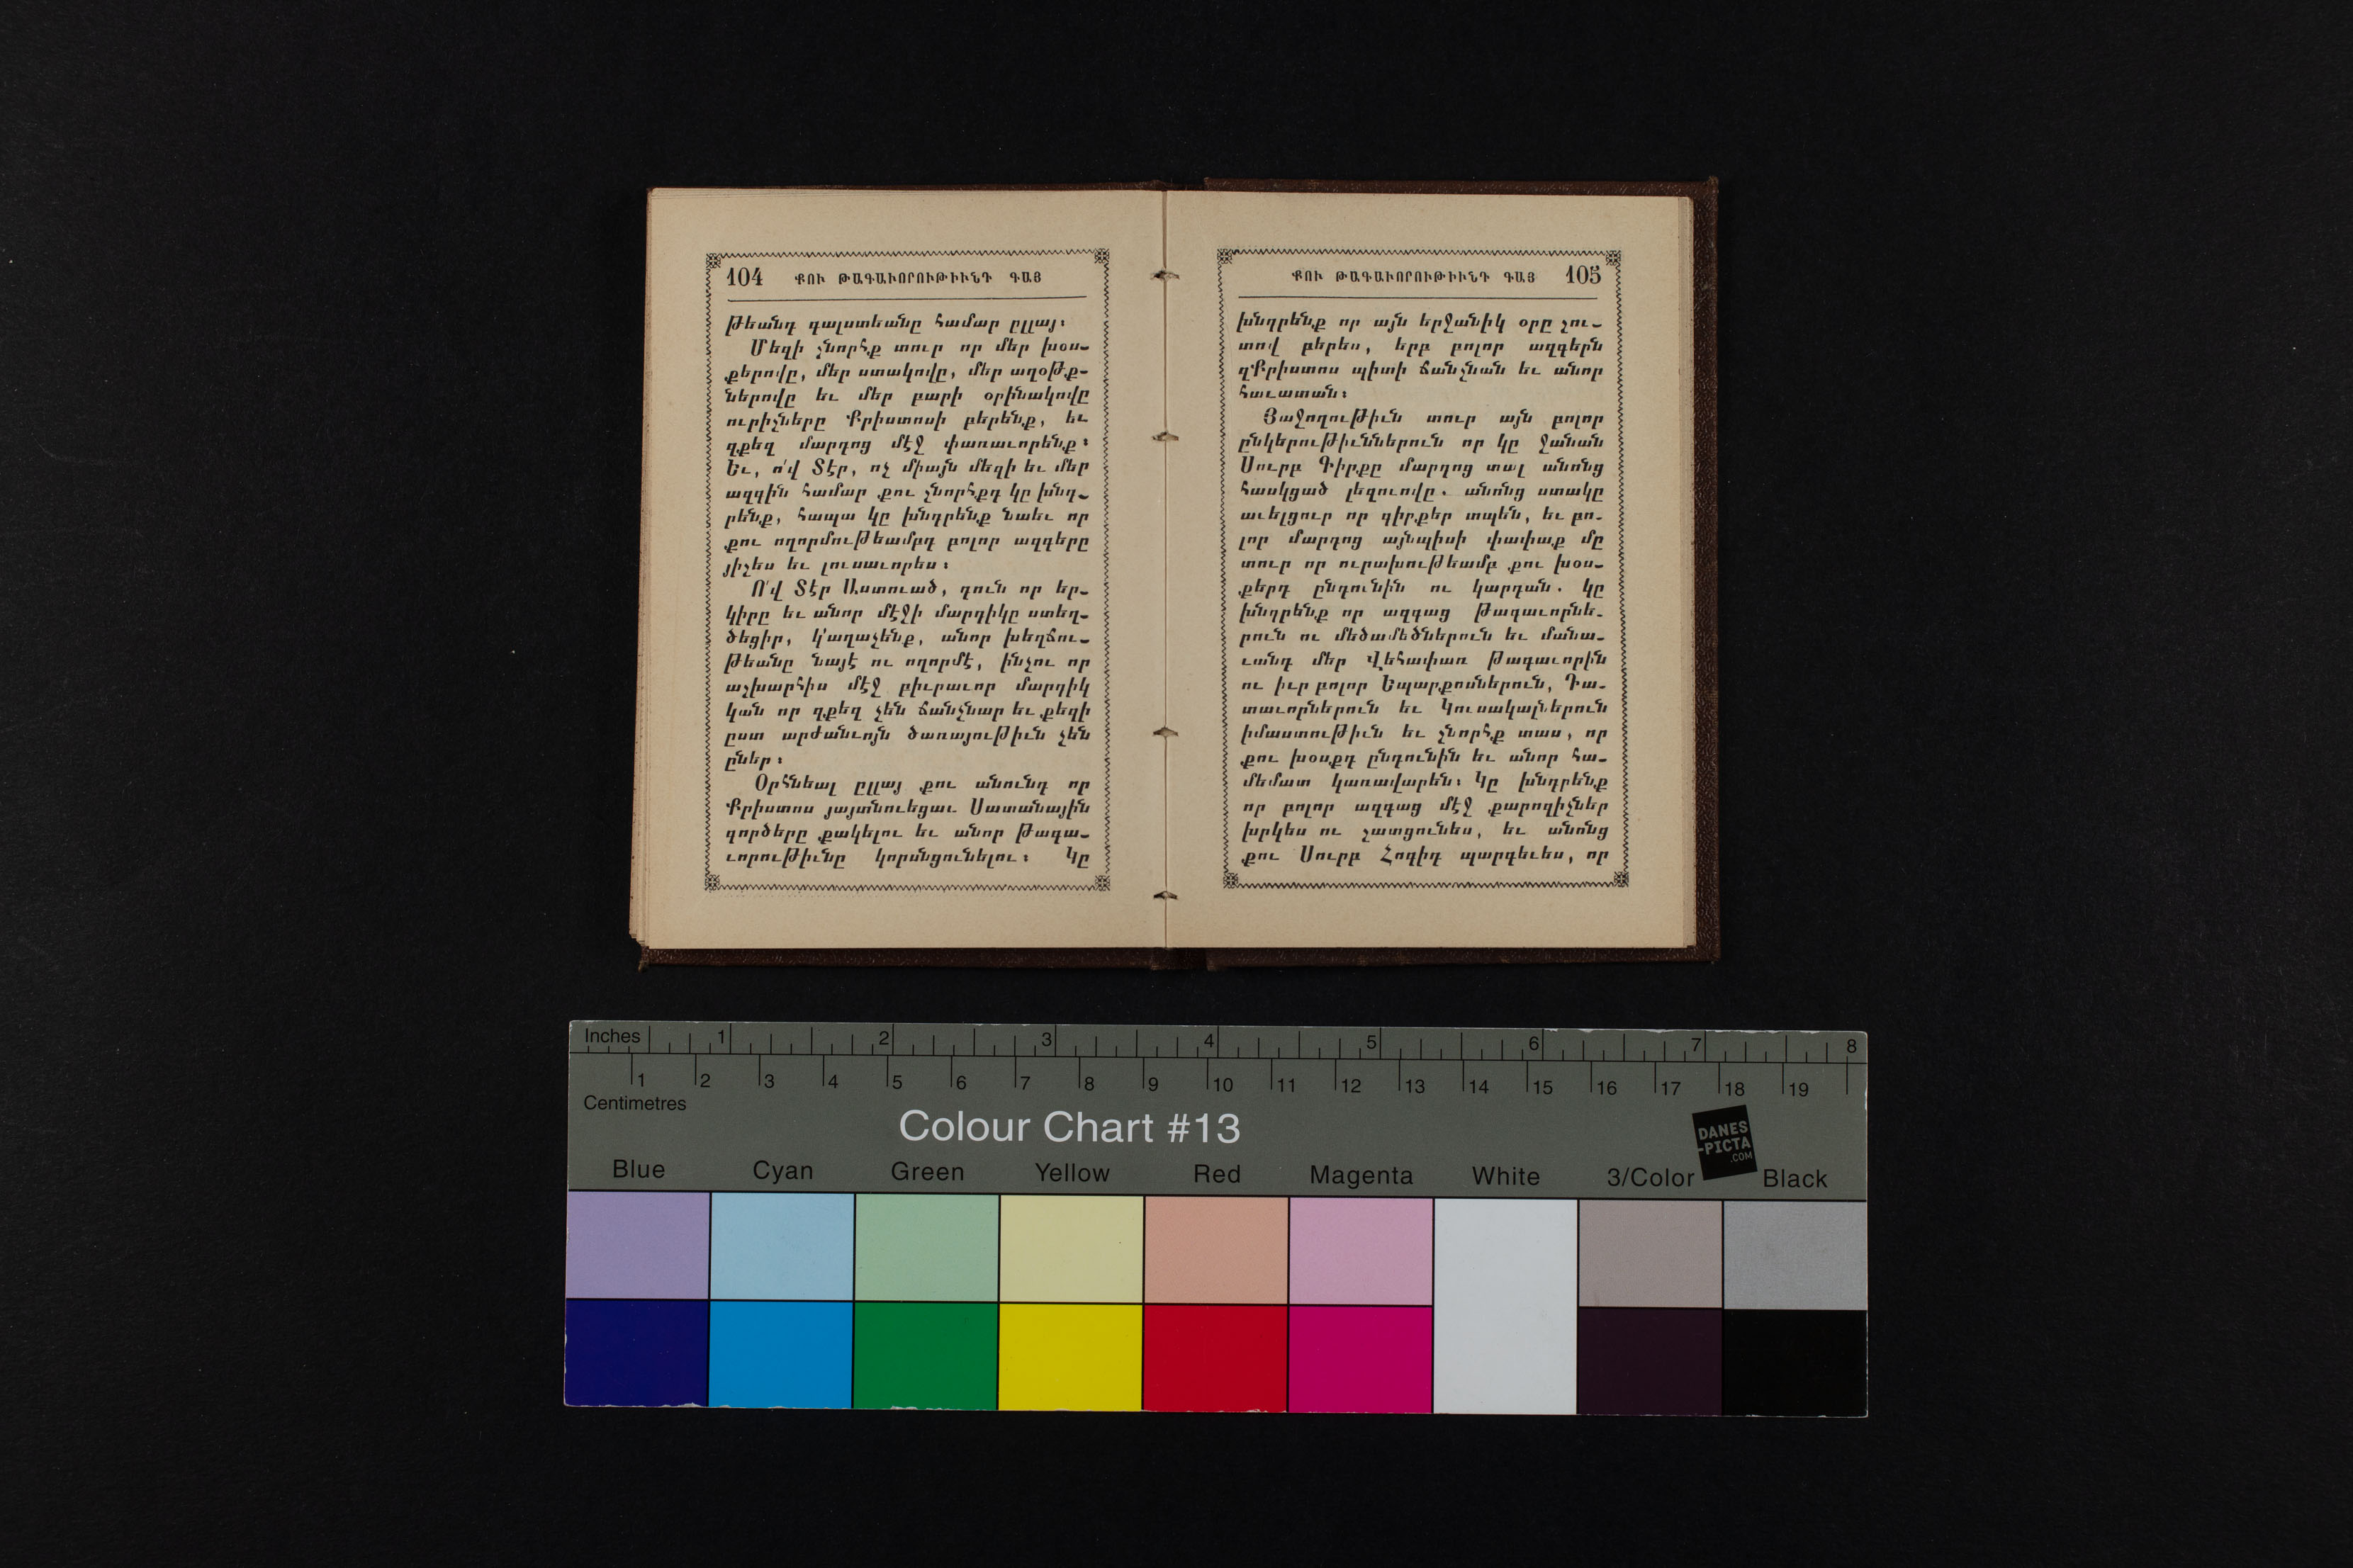 104 ՔՈՒ ԹԱԳԱՒՈՐՈՒԹԻՒՆԴ ԳԱՅ
թեանդ գալստեանը համար ըլլայ։
Մեզի շնորհք տուր որ մեր խօս-
քերովը, մեր ստակովը, մեր աղօթք-
ներովը եւ մեր բարի օրինակովը
ուրիշները Քրիստոսի բերենք, եւ
զքեզ մարդոց մէջ փառաւորենք։
Եւ, ո՛վ Տէր, ոչ միայն մեզի եւ մեր
ազգին համար քու շնորհքդ կը խնդ-
րենք, հապա կը խնդրենք նաեւ որ
քու ողորմութեամբդ բոլոր ազգերը
յիշես եւ լուսաւորես։
Ո՛վ Տէր Աստուած, դուն որ եր-
կիրը եւ անոր մէջի մարդիկը ստեղ-
ծեցիր, կ՚աղաչենք, անոր խեղճու-
թեանը նայէ ու ողորմէ, ինչու որ
աշխարհիս մէջ բիւրաւոր մարդիկ
կան որ զքեզ չեն ճանչնար եւ քեզի
ըստ արժանւոյն ծառայութիւն չեն
ըներ։
Օրհնեալ ըլլայ քու անունդ որ
Քրիստոս յայտնուեցաւ Սատանային
գործերը քակելու եւ անոր թագա-
ւորութիւնը կորսնցունելու։ Կը
ՔՈՒ ԹԱԳԱՒՈՐՈՒԹԻՒՆԴ ԳԱՅ 105
խնդրենք որ այն երջանիկ օրը շու-
տով բերես, երբ բոլոր ազգերն
զՔրիստոս պիտի ճանչնան եւ անոր
հաւատան։
Յաջողութիւն տուր այն բոլոր
ընկերութիւններուն որ կը ջանան
Սուրբ Գիրքը մարդոց տալ անոնց
հասկցած լեզուովը. անոնց ստակը
աւելցուր որ գիրքեր տպեն, եւ բո-
լոր մարդոց այնպիսի փափաք մը
տուր որ ուրախութեամբ քու խօս-
քերդ ընդունին ու կարդան. կը
խնդրենք որ ազգաց թագաւորնե-
րուն ու մեծամեծներուն եւ մանա-
ւանդ մեր Վեհափառ թագաւորին
ու իւր բոլոր Եպարքոսներուն, Դա-
տաւորներուն եւ Կուսակալներուն
իմաստութիւն եւ շնորհք տաս, որ
քու խօսքդ ընդունին եւ անոր հա-
մեմատ կառավարեն։ Կը խնդրենք
որ բոլոր ազգաց մէջ քարոզիչներ
խրկես ու շատցունես, եւ անոնց
քու Սուրբ Հոգիդ պարգեւես, որ
Inches 1 2 3 4 5 6 7 8
1 2 3 4 5 6 7 8 9 10 11 12 13 14 15 16 17 18 19
Centimetres
Colour Chart #13
DANES
-PICTA
.COM
Blue Cyan Green Yellow Red Magenta White 3/Color Black